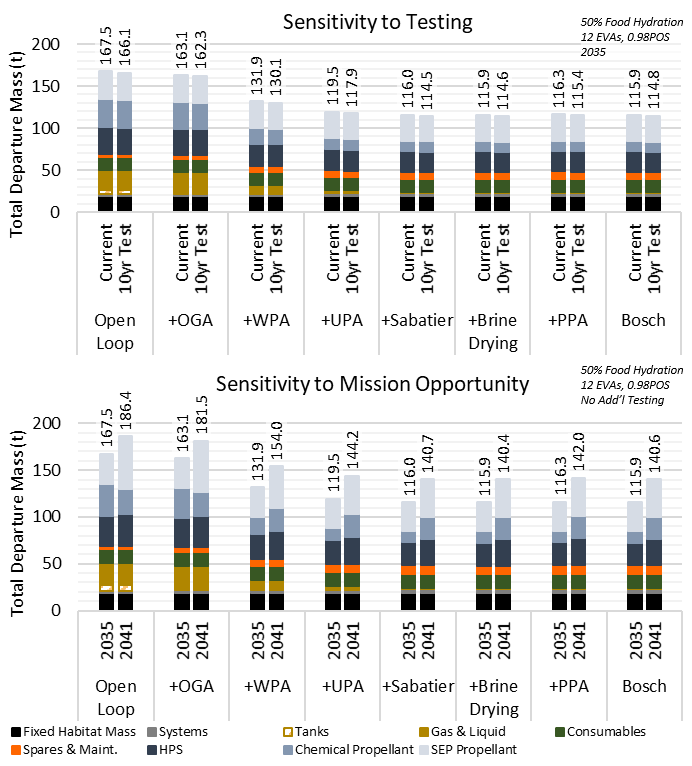 Sensitivity to Testing
50% Food Hydration
12 EVAs, 0.98POS
2035
Total Departure Mass (t)
200
150
100
50
0
167.5
166.1
163.1
162.3
131.9
130.1
119.5
117.9
116.0
114.5
115.9
114.6
116.3
115.4
115.9
114.8
Current
10yr Test
Current
10yr Test
Current
10yr Test
Current
10yr Test
Current
10yr Test
Current
10yr Test
Current
10yr Test
Current
10yr Test
Open
Loop
+OGA
+WPA
+UPA
+Sabatier
+Brine
Drying
+PPA
Bosch
Sensitivity to Mission Opportunity
50% Food Hydration
12 EVAs, 0.98POS
No Add'l Testing
Total Departure Mass (t)
200
150
100
50
0
167.5
186.4
163.1
181.5
131.9
154.0
119.5
144.2
116.0
140.7
115.9
140.4
116.3
142.0
115.9
140.6
2035
2041
2035
2041
2035
2041
2035
2041
2035
2041
2035
2041
2035
2041
2035
2041
Open
Loop
+OGA
+WPA
+UPA
+Sabatier
+Brine
Drying
+PPA
Bosch
Fixed Habitat Mass
Systems
Tanks
Gas & Liquid
Consumables
Spares & Maint.
HPS
Chemical Propellant
SEP Propellant